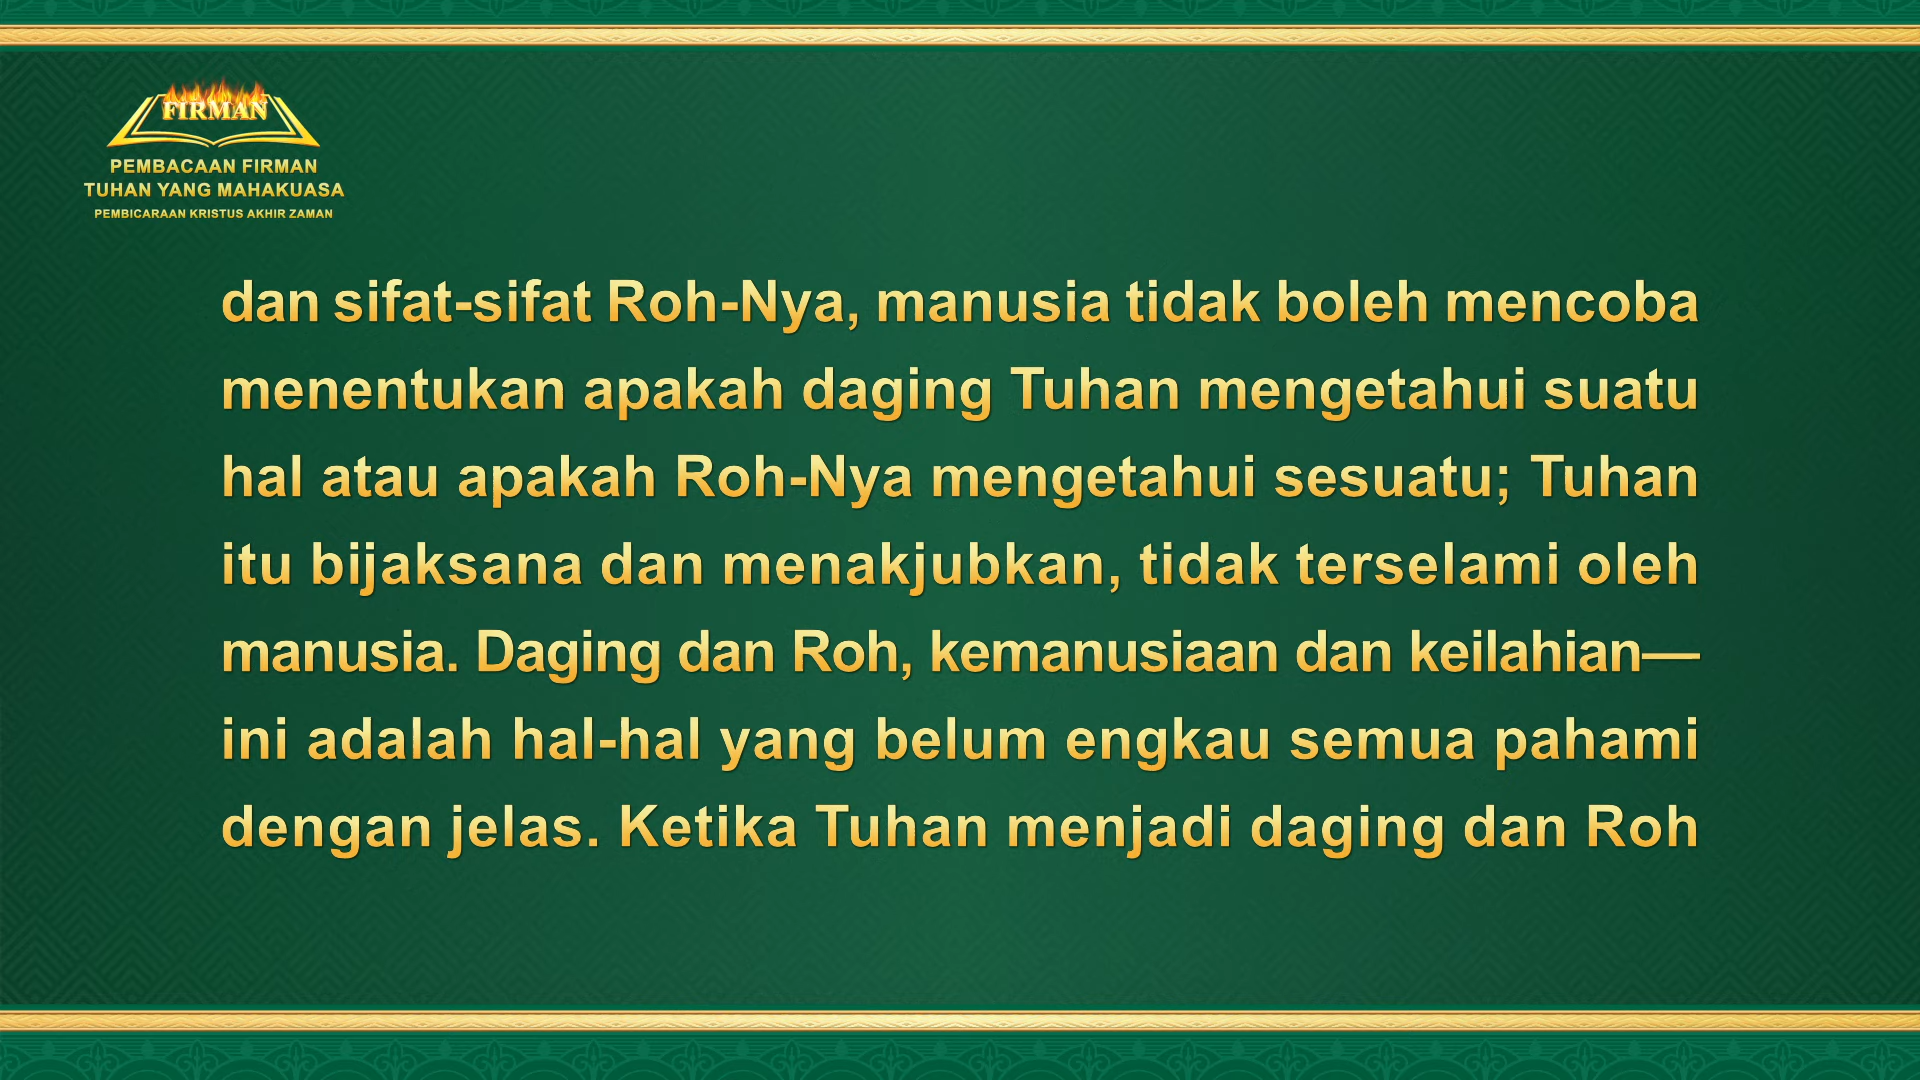 FIRMAN
PEMBACAAN FIRMAN
TUHAN YANG MAHAKUASA
PEMBICARAAN KRISTUS AKHIR ZAMAN
dan sifat-sifat Roh-Nya, manusia tidak boleh mencoba
menentukan apakah daging Tuhan mengetahui suatu
hal atau apakah Roh-Nya mengetahui sesuatu; Tuhan
itu bijaksana dan menakjubkan, tidak terselami oleh
manusia. Daging dan Roh, kemanusiaan dan keilahian—
ini adalah hal-hal yang belum engkau semua pahami
dengan jelas. Ketika Tuhan menjadi daging dan Roh